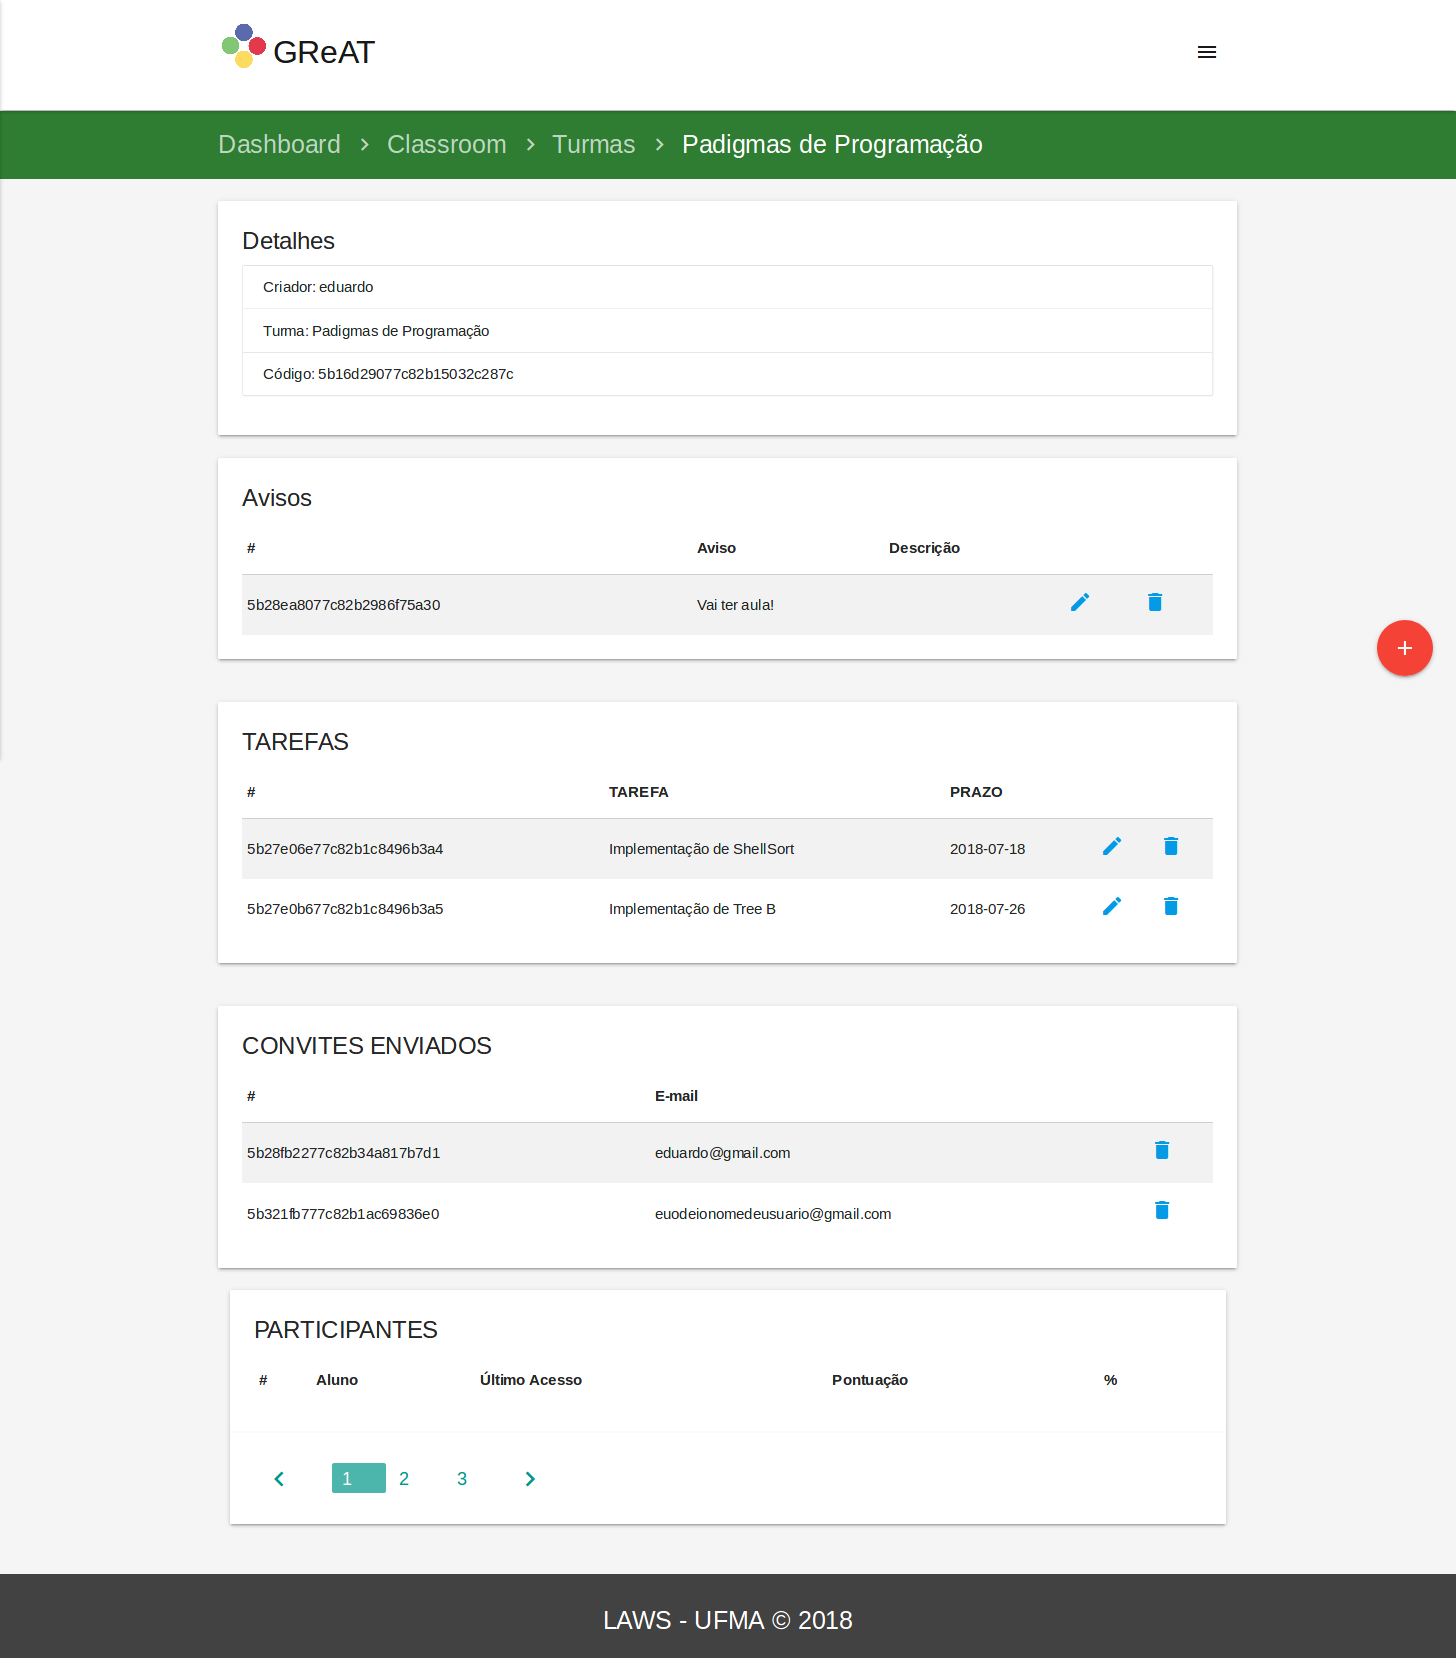 GReAT
Dashboard > Classroom > Turmas > Padigmas de Programação
Detalhes
Criador: eduardo
Turma: Padigmas de Programação
Código: 5b16d29077c82b15032c287c
Avisos
# Aviso Descrição
5b28ea8077c82b2986f75a30 Vai ter aula!
+
TAREFAS
# TAREFA PRAZO
5b27e06e77c82b1c8496b3a4 Implementação de ShellSort 2018-07-18
5b27e0b677c82b1c8496b3a5 Implementação de Tree B 2018-07-26
CONVITES ENVIADOS
# E-mail
5b28fb2277c82b34a817b7d1 eduardo@gmail.com
5b321fb777c82b1ac69836e0 euodeionomedeusuario@gmail.com
PARTICIPANTES
# Aluno Último Acesso Pontuação %
1 2 3
LAWS - UFMA © 2018